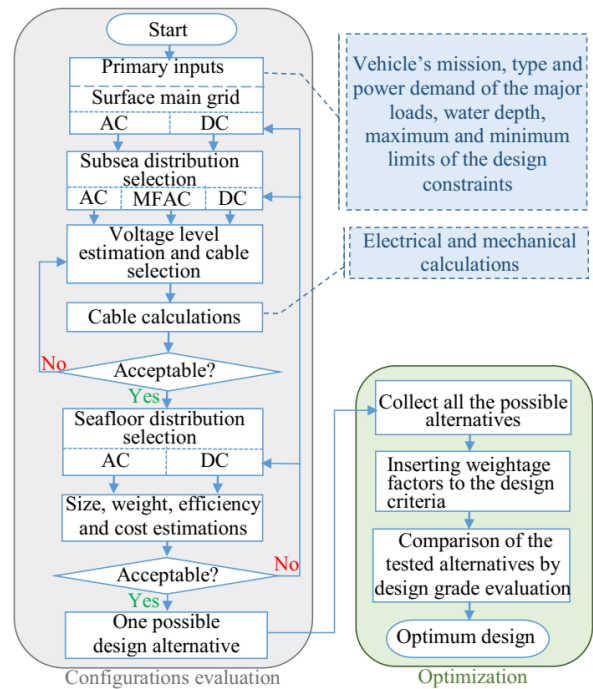 Start
Primary inputs
Surface main grid
AC DC
Subsea distribution
selection
AC MFAC DC
Voltage level
estimation and cable
selection
Cable calculations
No
Acceptable?
Yes
Seafloor distribution
selection
AC DC
Size, weight, efficiency
and cost estimations
No
Acceptable?
Yes
One possible
design alternative
Configurations evaluation
Vehicle’s mission, type and
power demand of the major
loads, water depth,
maximum and minimum
limits of the design
constraints
Electrical and mechanical
calculations
Collect all the possible
alternatives
Inserting weightage
factors to the design
criteria
Comparison of the
tested alternatives by
design grade evaluation
Optimum design
Optimization